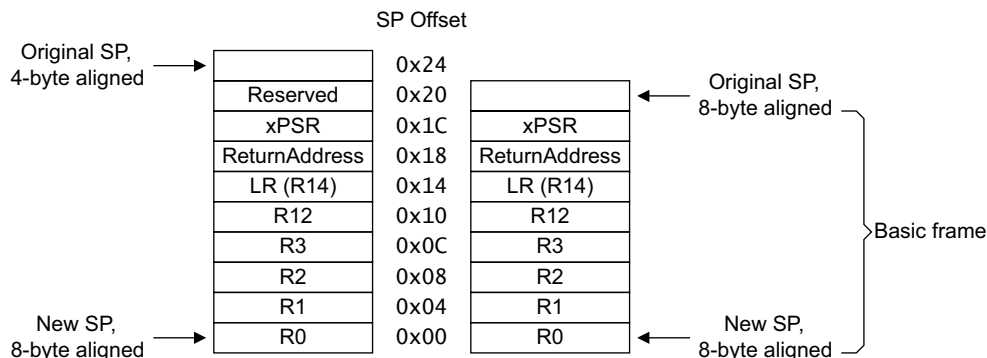 SP Offset
Original SP,
4-byte aligned
0x24
Original SP,
8-byte aligned
Reserved 0x20
xPSR 0x1C xPSR
ReturnAddress 0x18 ReturnAddress
LR (R14) 0x14 LR (R14)
R12 0x10 R12
Basic frame
R3 0x0C R3
R2 0x08 R2
R1 0x04 R1
New SP,
8-byte aligned
R0 0x00 R0
New SP,
8-byte aligned